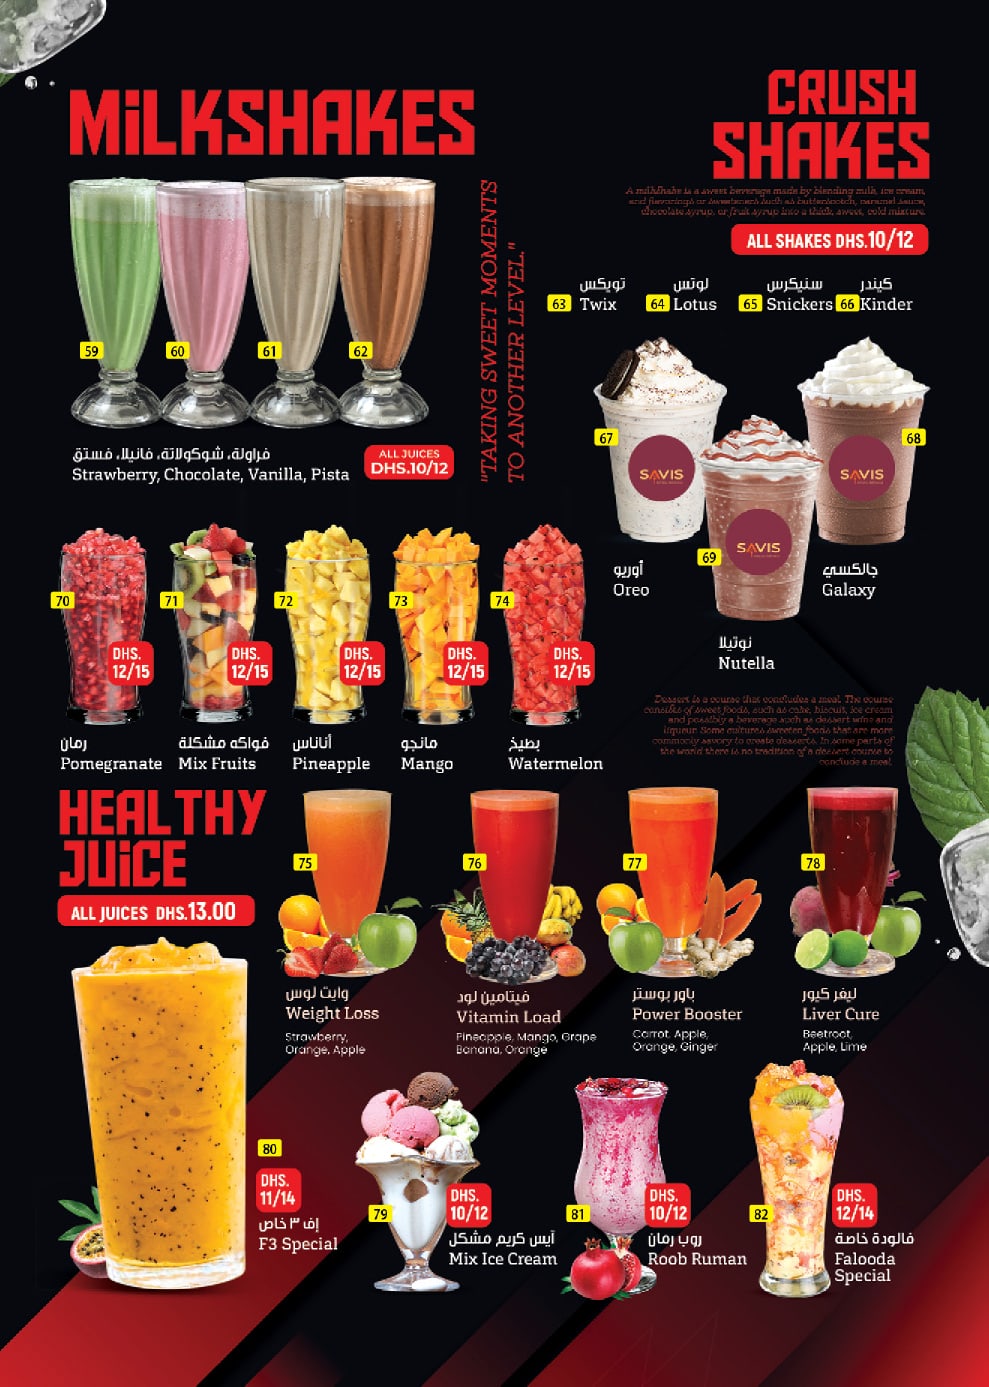 MiLKSHAKES
59
60
61
62
فراولة، شوكولاتة، فانيلا، فستق
Strawberry, Chocolate, Vanilla, Pista
ALL JUICES
DHS.10/12
"TAKING SWEET MOMENTS
TO ANOTHER LEVEL."
CRUSH
SHAKES
A milkshake is a sweet beverage made by blending milk, ice cream,
and flavorings or sweeteners such as butterscotch, caramel sauce,
chocolate syrup, or fruit syrup into a thick, sweet, cold mixture.
ALL SHAKES DHS.10/12
تويكس
63 Twix
لوتس
64 Lotus
سنيكرس
65 Snickers
كيندر
66 Kinder
67
68
69
SAVIS
SAVIS
SAVIS
أوريو
Oreo
جالكسي
Galaxy
نوتيلا
Nutella
70
DHS.
12/15
رمان
Pomegranate
71
DHS.
12/15
فواكه مشكلة
Mix Fruits
72
DHS.
12/15
أناناس
Pineapple
73
DHS.
12/15
مانجو
Mango
74
DHS.
12/15
بطيخ
Watermelon
Dessert is a course that concludes a meal. The course
consists of sweet foods, such as cake, biscuit, ice cream
and possibly a beverage such as dessert wine and
liqueur. Some cultures sweeten foods that are more
commonly savory to create desserts. In some parts of
the world there is no tradition of a dessert course to
conclude a meal.
HEALTHY
JUiCE
ALL JUICES DHS.13.00
75
وايت لوس
Weight Loss
Strawberry,
Orange, Apple
76
فيتامين لود
Vitamin Load
Pineapple, Mango, Grape
Banana, Orange
77
باور بوستر
Power Booster
Carrot, Apple,
Orange, Ginger
78
ليفر كيور
Liver Cure
Beetroot,
Apple, Lime
80
DHS.
11/14
إف ٣ خاص
F3 Special
79
DHS.
10/12
آيس كريم مشكل
Mix Ice Cream
81
DHS.
10/12
روب رمان
Roob Ruman
82
DHS.
12/14
فالودة خاصة
Falooda
Special